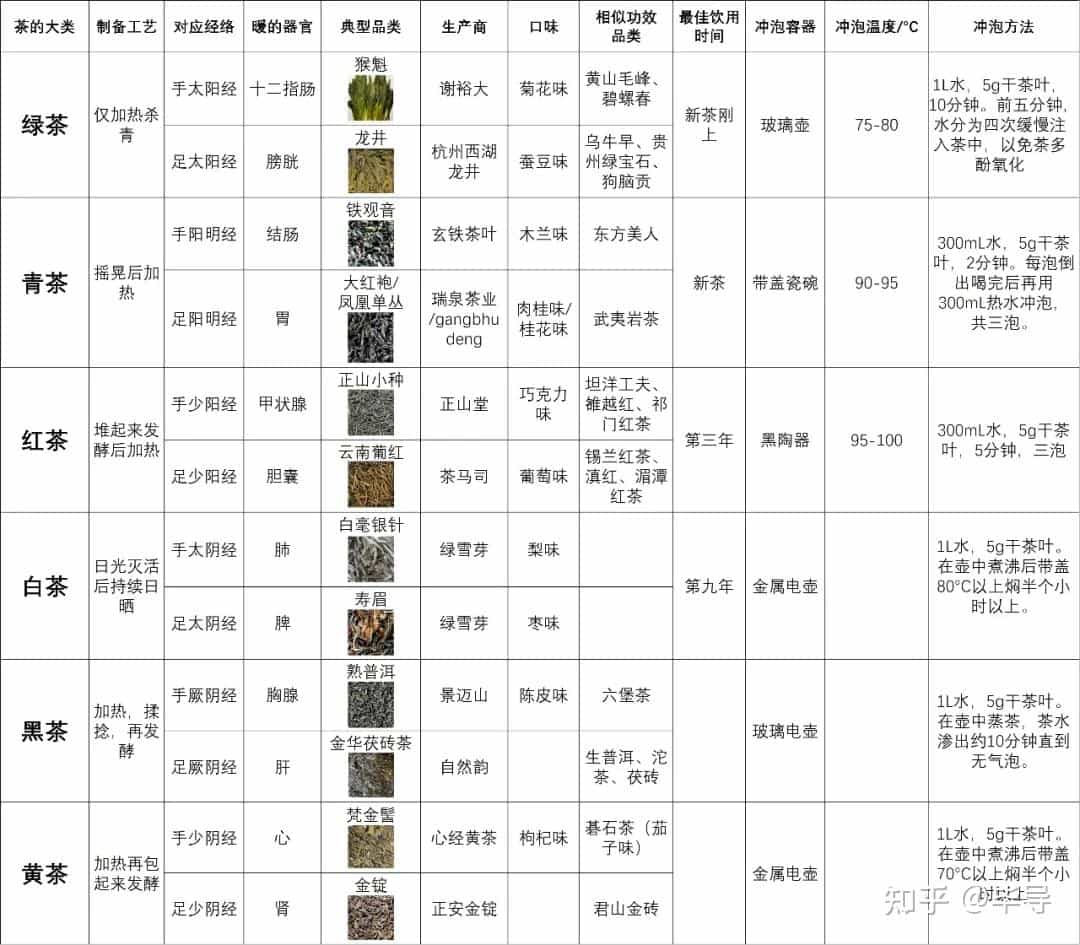 茶的大类 制备工艺 对应经络 暖的器官 典型品类 生产商 口味 相似功效品类 最佳饮用时间 冲泡容器 冲泡温度/°C 冲泡方法
绿茶 仅加热杀青
手太阳经 十二指肠 猴魁 谢裕大 菊花味 黄山毛峰、碧螺春
足太阳经 膀胱 龙井 杭州西湖龙井 蚕豆味 乌牛早、贵州绿宝石、狗脑贡
新茶刚上 玻璃壶 75-80
1L水，5g干茶叶，
10分钟。前五分钟，
水分为四次缓慢注
入茶中，以免茶多
酚氧化
青茶 摇晃后加热
手阳明经 结肠 铁观音 玄铁茶叶 木兰味 东方美人
足阳明经 胃 大红袍/凤凰单丛 瑞泉茶业/gangbhudeng 肉桂味/桂花味 武夷岩茶
新茶 带盖瓷碗 90-95
300mL水，5g干茶
叶，2分钟。每泡倒
出喝完后再用
300mL热水冲泡，
共三泡。
红茶 堆起来发酵后加热
手少阳经 甲状腺 正山小种 正山堂 巧克力味 坦洋工夫、雒越红、祁门红茶
足少阳经 胆囊 云南葡红 茶马司 葡萄味 锡兰红茶、滇红、湄潭红茶
第三年 黑陶器 95-100
300mL水，5g干茶
叶，5分钟，三泡
白茶 日光灭活后持续日晒
手太阴经 肺 白毫银针 绿雪芽 梨味
足太阴经 脾 寿眉 绿雪芽 枣味
第九年 金属电壶
1L水，5g干茶叶。
在壶中煮沸后带盖
80°C以上焖半个小
时以上。
黑茶 加热，揉捻，再发酵
手厥阴经 胸腺 熟普洱 景迈山 陈皮味 六堡茶
足厥阴经 肝 金华茯砖茶 自然韵 生普洱、沱茶、茯砖
玻璃电壶
1L水，5g干茶叶。
在壶中蒸茶，茶水
渗出约10分钟直到
无气泡。
黄茶 加热再包起来发酵
手少阴经 心 梵金髻 心经黄茶 枸杞味 碁石茶（茄子味）
足少阴经 肾 金锭 正安金锭 君山金砖
金属电壶
1L水，5g干茶叶。
在壶中煮沸后带盖
70°C以上焖半个小
时以上
知乎 @毕导